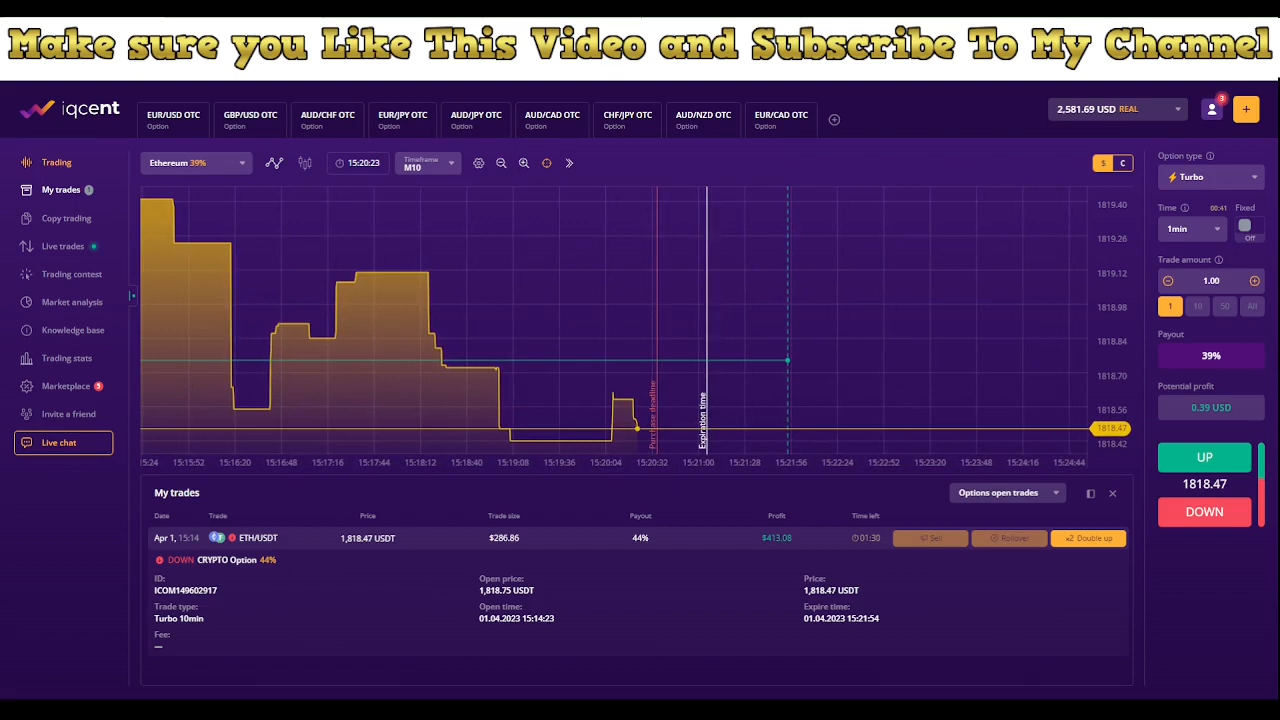 Make sure you Like This Video and Subscribe To My Channel
iqcent
EUR/USD OTC
Option
GBP/USD OTC
Option
AUD/CHF OTC
Option
EUR/JPY OTC
Option
AUD/JPY OTC
Option
AUD/CAD OTC
Option
CHF/JPY OTC
Option
AUD/NZD OTC
Option
EUR/CAD OTC
Option
2,581.69 USD REAL
3
+
Trading
My trades 1
Copy trading
Live trades
Trading contest
Market analysis
Knowledge base
Trading stats
Marketplace 5
Invite a friend
Live chat
Ethereum 39%
15:20:23
Timeframe
M10
$ C
1819.40
1819.26
1819.12
1818.98
1818.84
1818.70
1818.56
1818.47
1818.42
Purchase deadline
Expiration time
15:24 15:15:52 15:16:20 15:16:48 15:17:16 15:17:44 15:18:12 15:18:40 15:19:08 15:19:36 15:20:04 15:20:32 15:21:00 15:21:28 15:21:56 15:22:24 15:22:52 15:23:20 15:23:48 15:24:16 15:24:44
My trades
Options open trades
Date Trade Price Trade size Payout Profit Time left
Apr 1, 15:14 ETH/USDT 1,818.47 USDT $286.86 44% $413.08 01:30 Sell Rollover x2 Double up
DOWN CRYPTO Option 44%
ID: Open price: Price:
ICOM149602917 1,818.75 USDT 1,818.47 USDT
Trade type: Open time: Expire time:
Turbo 10min 01.04.2023 15:14:23 01.04.2023 15:21:54
Fee:
—
Option type
Turbo
Time 00:41 Fixed
1min
Off
Trade amount
1.00
1 10 50 All
Payout
39%
Potential profit
0.39 USD
UP
1818.47
DOWN